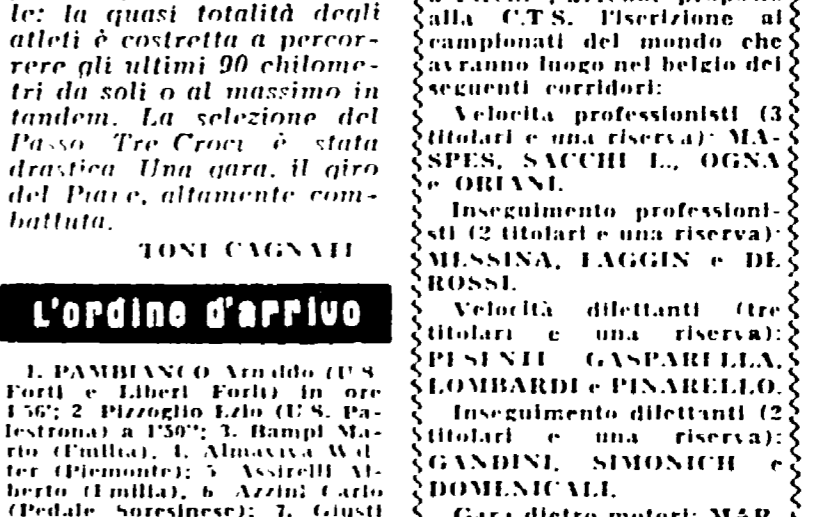 le: la quasi totalità degli
atleti è costretta a percor-
rere gli ultimi 90 chilome-
tri da soli o al massimo in
tandem. La selezione del
Passo Tre Croci è stata
drastica Una gara. il giro
del Piave, altamente com-
battuta.
TONI CAGNATI
L'ordine d'arrivo
1. PAMBIANCO Arnaldo (U S
Forti e Liberi Forlì) in ore
2 Pizzoglio Ezio (U S. Pa-
lestrona) a 1'50"; 3. Bampi Ma-
rio (Emilia), 4. Almaviva Wal-
ter (Piemonte); 5 Assirelli Al-
berto (Emilia), 6 Azzini Carlo
(Pedale Soresinese); 7. Giusti
alla C.T.S. l'iscrizione ai
campionati del mondo che
avranno luogo nel belgio dei
seguenti corridori:
Velocità professionisti (3
titolari e una riserva): MA-
SPES, SACCHI L., OGNA
e ORIANI.
Inseguimento professioni-
sti (2 titolari e una riserva):
MESSINA, FAGGIN e DE
ROSSI.
Velocità dilettanti (tre
titolari e una riserva):
PESENTI GASPARELLA,
LOMBARDI e PINARELLO.
Inseguimento dilettanti (2
titolari e una riserva):
GANDINI, SIMONICH e
DOMENICALI.
Gara dietro motori: MAR-